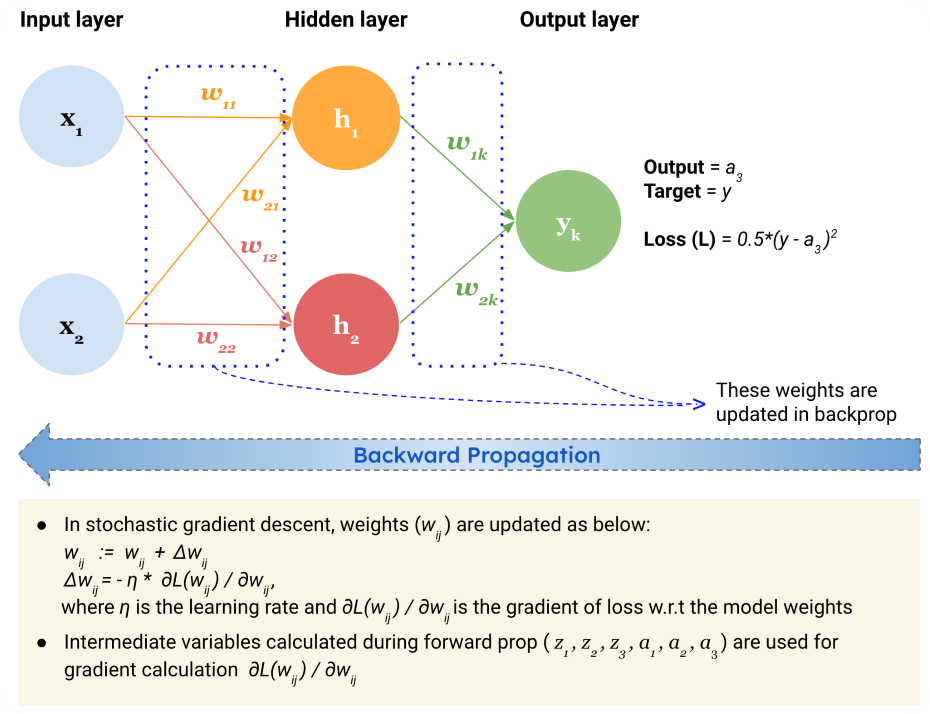 Input layer
Hidden layer
Output layer
x1
w11
h1
w1k
w21
Output = a3
Target = y
yk
Loss (L) = 0.5*(y - a3)²
w12
w2k
x2
h2
w22
These weights are
updated in backprop
Backward Propagation
● In stochastic gradient descent, weights (wij) are updated as below:
wij := wij + Δwij
Δwij = - η * ∂L(wij) / ∂wij,
where η is the learning rate and ∂L(wij) / ∂wij is the gradient of loss w.r.t the model weights
● Intermediate variables calculated during forward prop ( z1, z2, z3, a1, a2, a3 ) are used for
gradient calculation ∂L(wij) / ∂wij